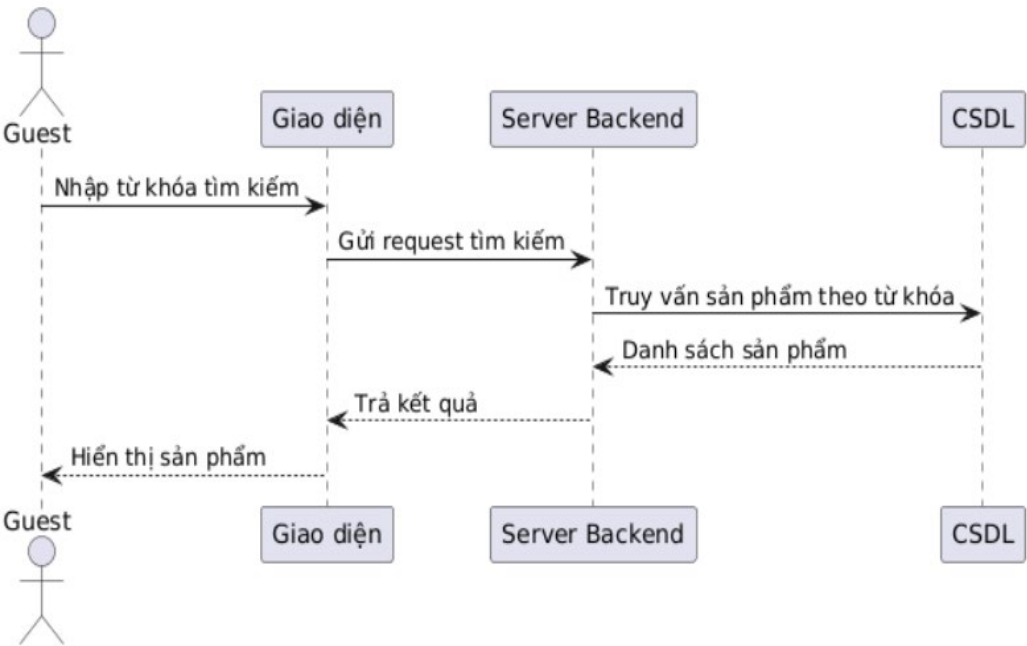 Guest
Giao diện
Server Backend
CSDL
Nhập từ khóa tìm kiếm
Gửi request tìm kiếm
Truy vấn sản phẩm theo từ khóa
Danh sách sản phẩm
Trả kết quả
Hiển thị sản phẩm
Guest
Giao diện
Server Backend
CSDL